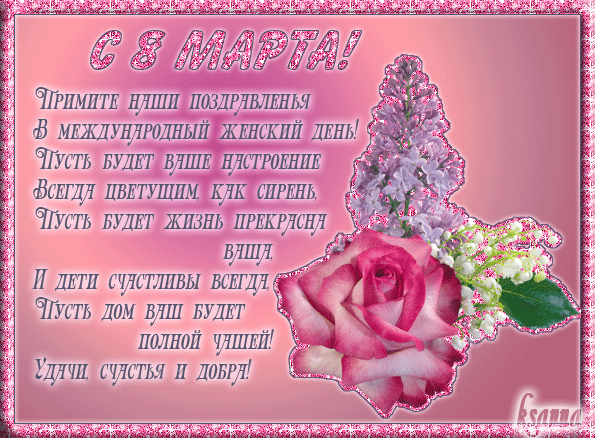 С 8 МАРТА!
Примите наши поздравленья
В международный женский день!
Пусть будет ваше настроение
Всегда цветущим, как сирень,
Пусть будет жизнь прекрасна
ваша,
И дети счастливы всегда,
Пусть дом ваш будет
полной чашей!
Удачи, счастья и добра!
ksanna